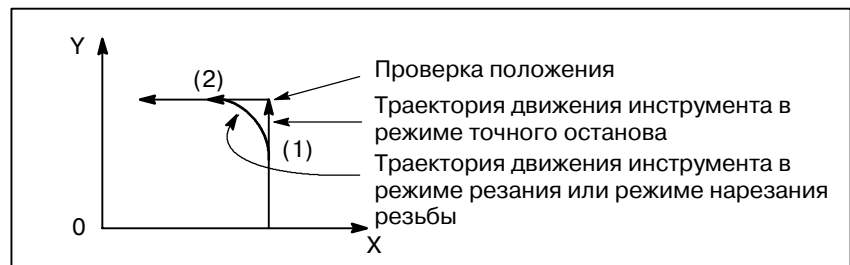 Y
(2)
Проверка положения
Траектория движения инструмента в
режиме точного останова
(1)
Траектория движения инструмента в
режиме резания или режиме нарезания
резьбы
0
X